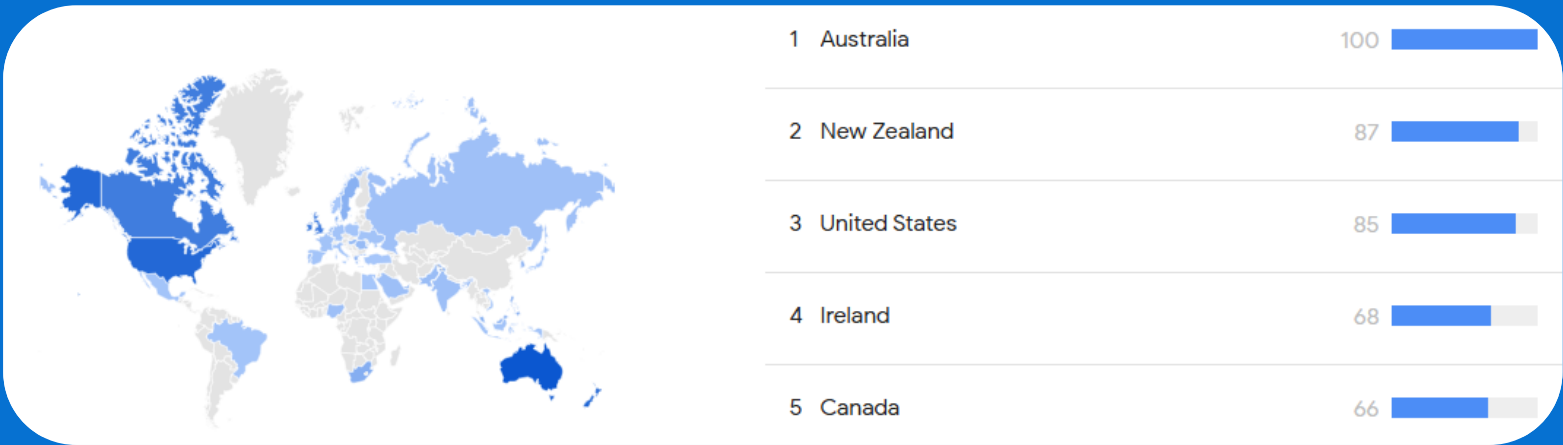 1 Australia 100
2 New Zealand 87
3 United States 85
4 Ireland 68
5 Canada 66